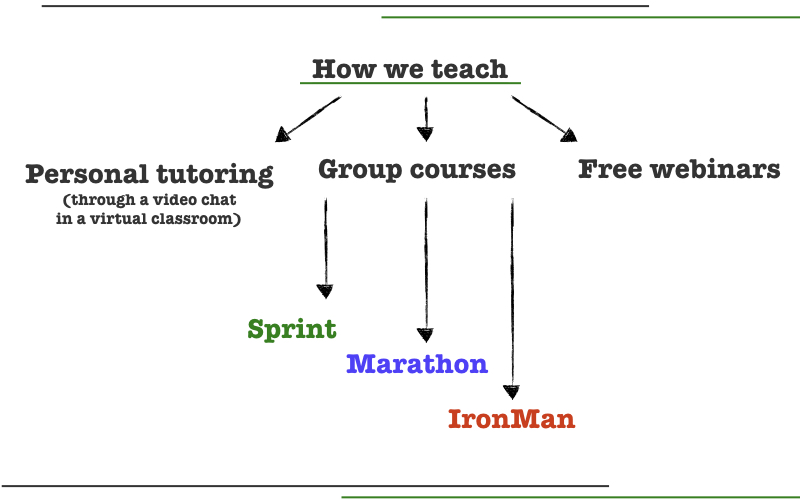 How we teach
Personal tutoring
(through a video chat
in a virtual classroom)
Group courses
Free webinars
Sprint
Marathon
IronMan